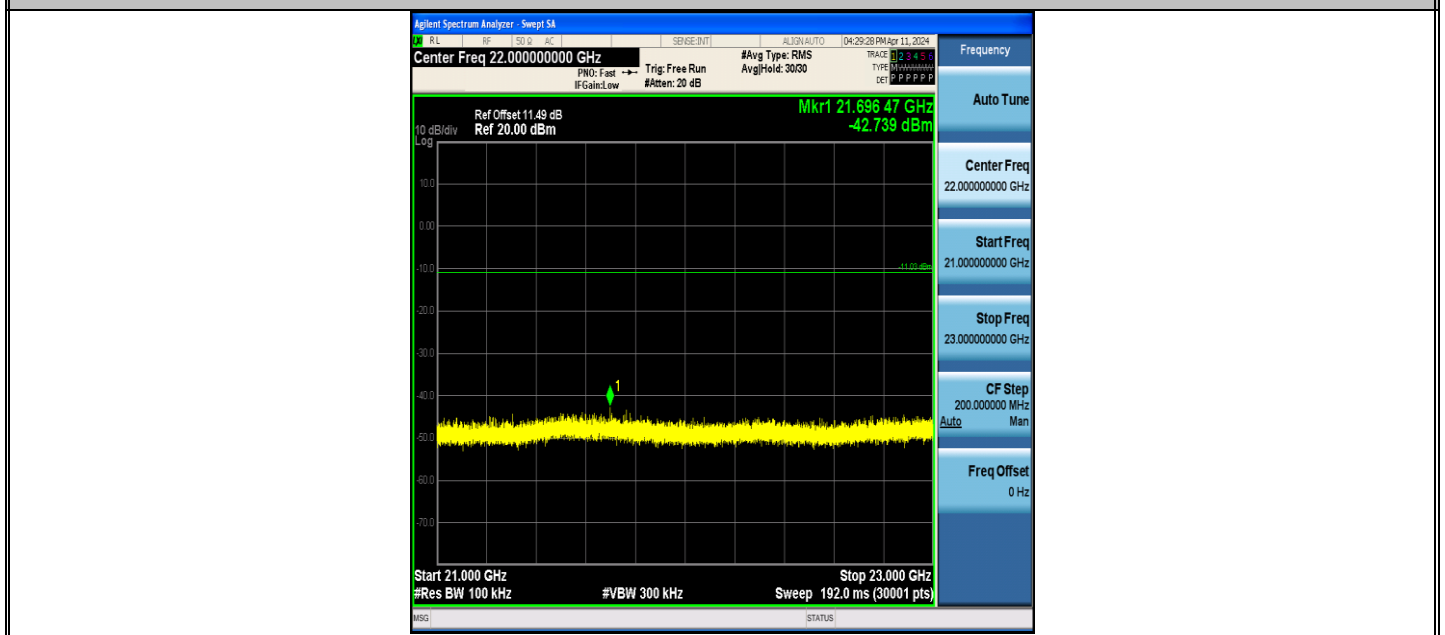 Agilent Spectrum Analyzer - Swept SA
RL RF 50 Ω AC SENSE:INT ALIGN AUTO 04:29:28 PM Apr 11, 2024
Center Freq 22.000000000 GHz
PNO: Fast
IFGain:Low
Trig: Free Run
#Atten: 20 dB
#Avg Type: RMS
Avg|Hold: 30/30
TRACE 1 2 3 4 5 6
TYPE M
DET P P P P P P
Mkr1 21.696 47 GHz
-42.739 dBm
Ref Offset 11.49 dB
10 dB/div Ref 20.00 dBm
Log
10.0
0.00
-10.0
-11.03 dBm
-20.0
-30.0
-40.0
1
-50.0
-60.0
-70.0
Start 21.000 GHz Stop 23.000 GHz
#Res BW 100 kHz #VBW 300 kHz Sweep 192.0 ms (30001 pts)
MSG STATUS
Frequency
Auto Tune
Center Freq
22.000000000 GHz
Start Freq
21.000000000 GHz
Stop Freq
23.000000000 GHz
CF Step
200.000000 MHz
Auto Man
Freq Offset
0 Hz